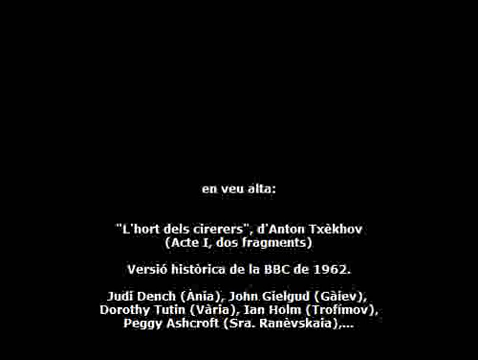 en veu alta:
"L'hort dels cirerers", d'Anton Txèkhov
(Acte I, dos fragments)
Versió històrica de la BBC de 1962.
Judi Dench (Ània), John Gielgud (Gàiev),
Dorothy Tutin (Vària), Ian Holm (Trofímov),
Peggy Ashcroft (Sra. Ranèvskaia),...